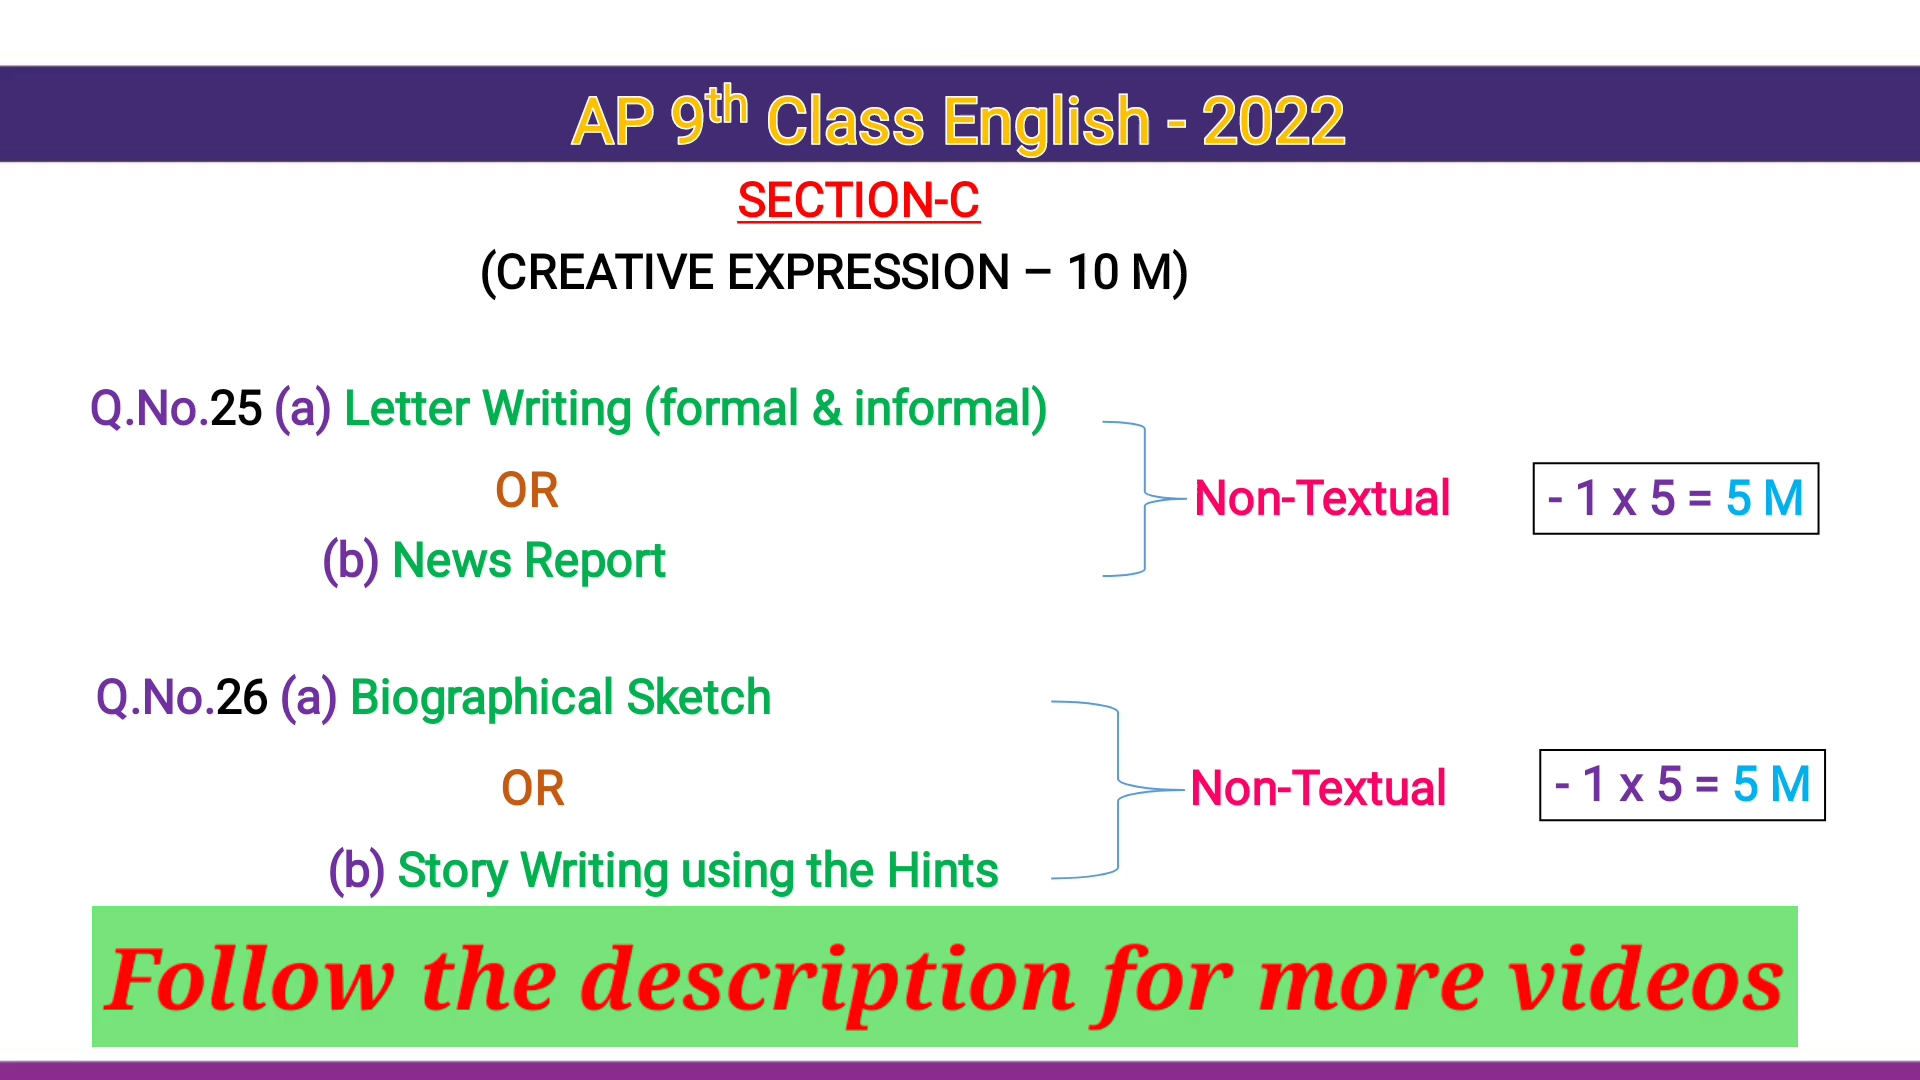 AP 9th Class English - 2022
SECTION-C
(CREATIVE EXPRESSION – 10 M)
Q.No.25 (a) Letter Writing (formal & informal)
OR
(b) News Report
Non-Textual - 1 x 5 = 5 M
Q.No.26 (a) Biographical Sketch
OR
(b) Story Writing using the Hints
Non-Textual - 1 x 5 = 5 M
Follow the description for more videos